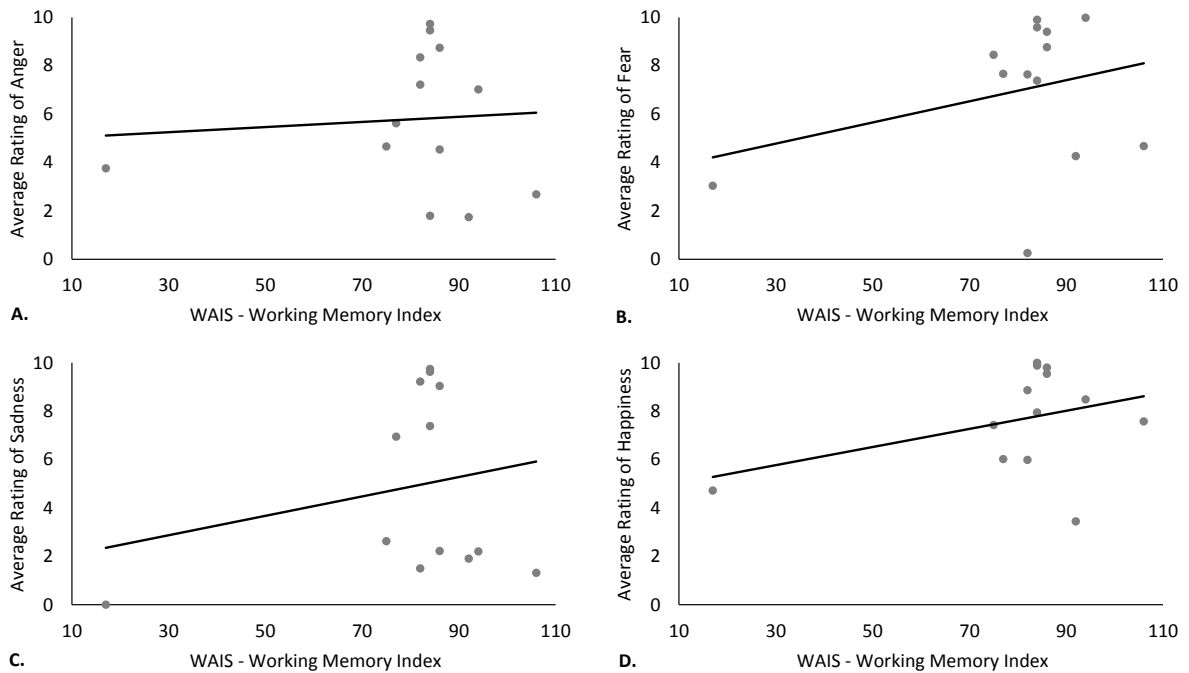 Average Rating of Anger
10
8
6
4
2
0
10 30 50 70 90 110
A. WAIS - Working Memory Index
Average Rating of Fear
10
8
6
4
2
0
10 30 50 70 90 110
B. WAIS - Working Memory Index
Average Rating of Sadness
10
8
6
4
2
0
10 30 50 70 90 110
C. WAIS - Working Memory Index
Average Rating of Happiness
10
8
6
4
2
0
10 30 50 70 90 110
D. WAIS - Working Memory Index